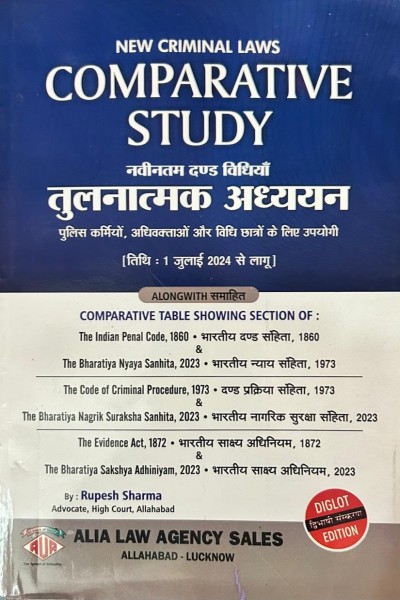 NEW CRIMINAL LAWS
COMPARATIVE
STUDY
नवीनतम दण्ड विधियाँ
तुलनात्मक अध्ययन
पुलिस कर्मियों, अधिवक्ताओं और विधि छात्रों के लिए उपयोगी
[तिथि : 1 जुलाई 2024 से लागू]
ALONGWITH समाहित
COMPARATIVE TABLE SHOWING SECTION OF :
The Indian Penal Code, 1860 • भारतीय दण्ड संहिता, 1860
&
The Bharatiya Nyaya Sanhita, 2023 • भारतीय न्याय संहिता, 1973
The Code of Criminal Procedure, 1973 • दण्ड प्रक्रिया संहिता, 1973
&
The Bharatiya Nagrik Suraksha Sanhita, 2023 • भारतीय नागरिक सुरक्षा संहिता, 2023
The Evidence Act, 1872 • भारतीय साक्ष्य अधिनियम, 1872
&
The Bharatiya Sakshya Adhiniyam, 2023 • भारतीय साक्ष्य अधिनियम, 2023
By : Rupesh Sharma
Advocate, High Court, Allahabad
DIGLOT
द्विभाषी संस्करण
EDITION
ALIA
ALIA LAW AGENCY SALES
ALLAHABAD - LUCKNOW